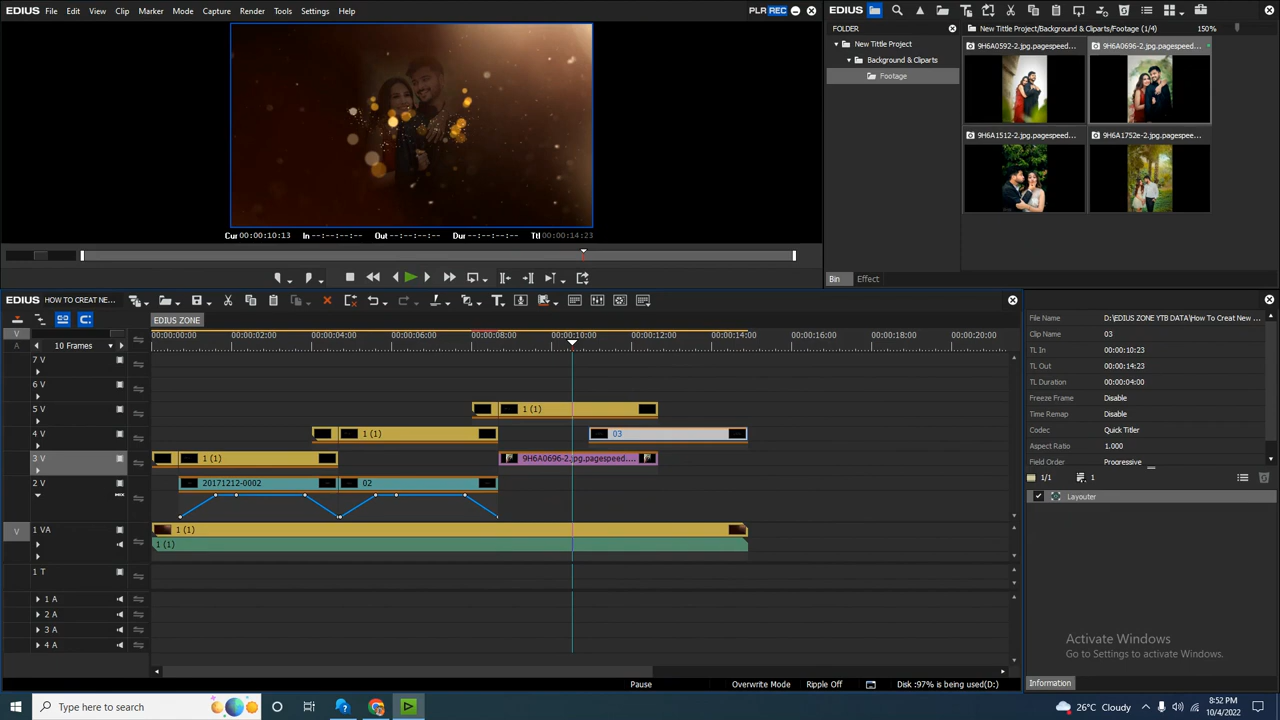 EDIUS File Edit View Clip Marker Mode Capture Render Tools Settings Help PLR REC
Cur 00:00:10:13 In --:--:--:-- Out --:--:--:-- Dur --:--:--:-- Ttl 00:00:14:23
EDIUS
FOLDER New Tittle Project/Background & Cliparts/Footage (1/4) 150%
New Tittle Project
Background & Cliparts
Footage
9H6A0592-2.jpg.pagespeed... 9H6A0696-2.jpg.pagespeed...
9H6A1512-2.jpg.pagespeed... 9H6A1752e-2.jpg.pagespee...
Bin Effect
EDIUS HOW TO CREAT NE...
EDIUS ZONE
V 00:00:00:00 00:00:02:00 00:00:04:00 00:00:06:00 00:00:08:00 00:00:10:00 00:00:12:00 00:00:14:00 00:00:16:00 00:00:18:00 00:00:20:00
A 10 Frames
7 V
6 V
5 V 1 (1)
4 V 1 (1) 03
3 V 1 (1) 9H6A0696-2.jpg.pagespeed....
2 V 20171212-0002 02
V 1 VA 1 (1)
1 (1)
1 T
1 A
2 A
3 A
4 A
Pause Overwrite Mode Ripple Off Disk :97% is being used(D:)
File Name D:\EDIUS ZONE YTB DATA\How To Creat New ...
Clip Name 03
TL In 00:00:10:23
TL Out 00:00:14:23
TL Duration 00:00:04:00
Freeze Frame Disable
Time Remap Disable
Codec Quick Titler
Aspect Ratio 1.000
Field Order Progressive
1/1 1
Layouter
Activate Windows
Go to Settings to activate Windows.
Information
Type here to search 26°C Cloudy 8:52 PM
10/4/2022